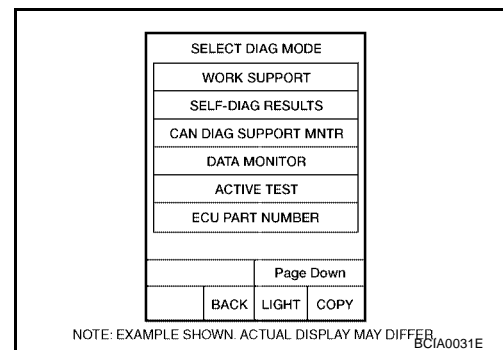 SELECT DIAG MODE
WORK SUPPORT
SELF-DIAG RESULTS
CAN DIAG SUPPORT MNTR
DATA MONITOR
ACTIVE TEST
ECU PART NUMBER
Page Down
BACK LIGHT COPY
NOTE: EXAMPLE SHOWN. ACTUAL DISPLAY MAY DIFFER.
BCIA0031E